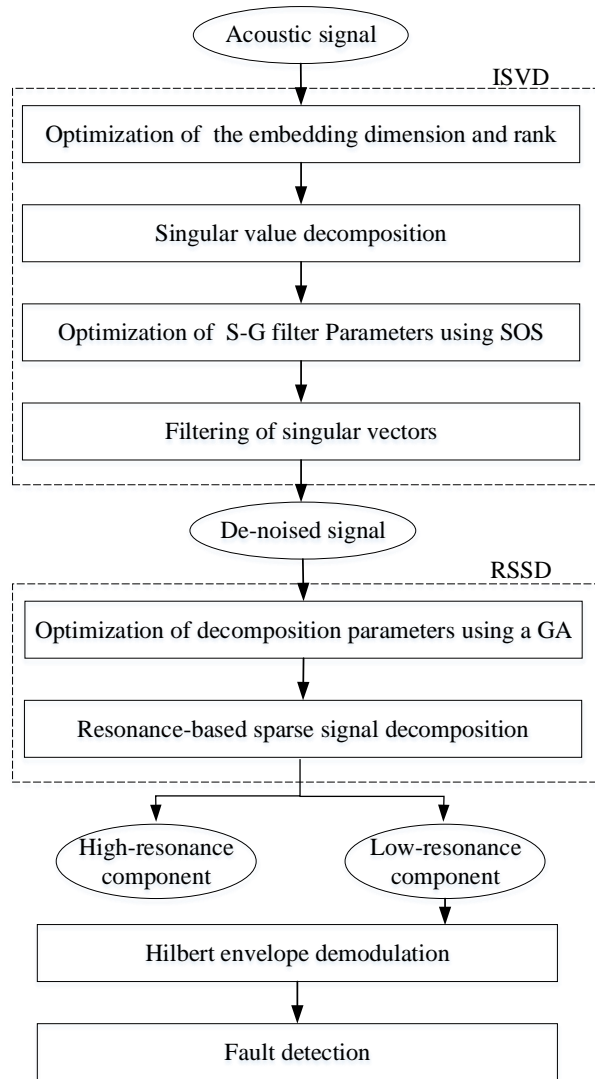 Acoustic signal
ISVD
Optimization of the embedding dimension and rank
Singular value decomposition
Optimization of S-G filter Parameters using SOS
Filtering of singular vectors
De-noised signal
RSSD
Optimization of decomposition parameters using a GA
Resonance-based sparse signal decomposition
High-resonance
component
Low-resonance
component
Hilbert envelope demodulation
Fault detection